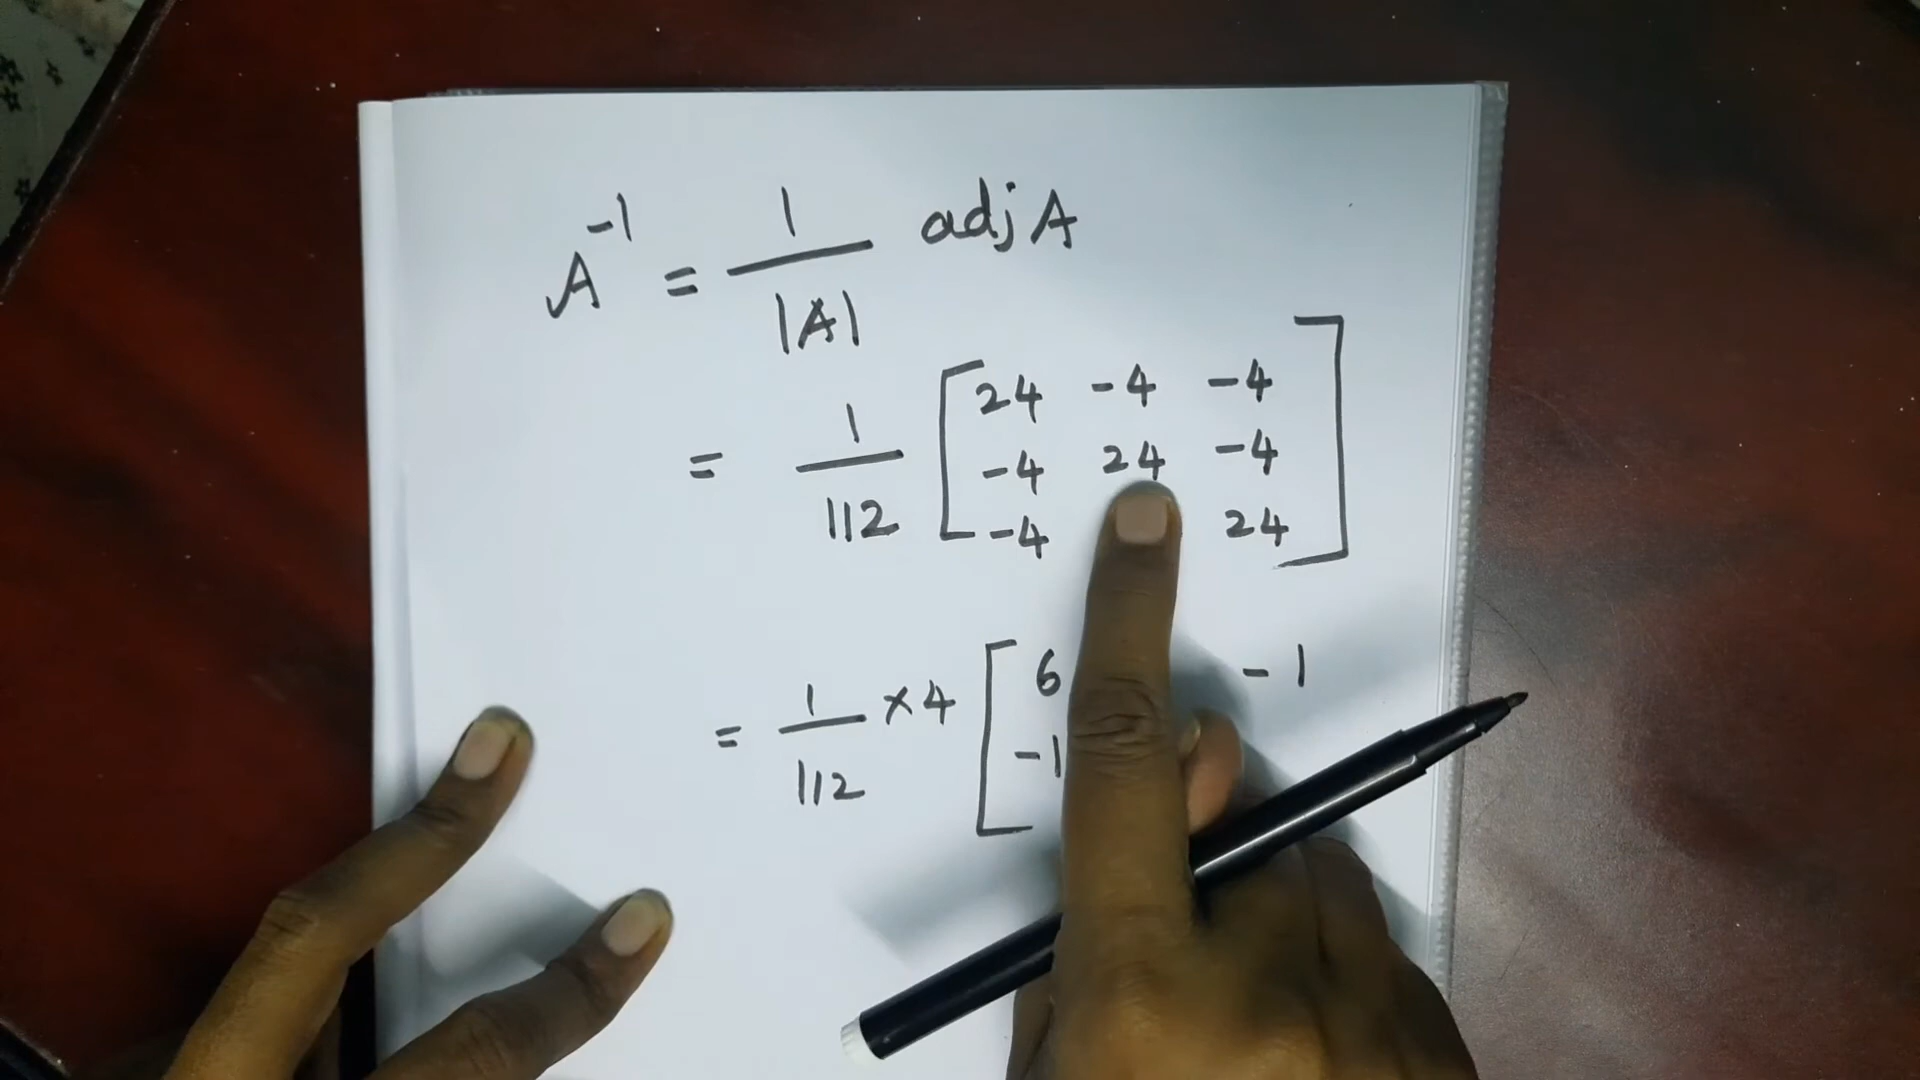 A⁻¹ = 1/|A| adj A
= 1/112 [24 -4 -4
-4 24 -4
-4 24]
= 1/112 × 4 [6 -1
-1